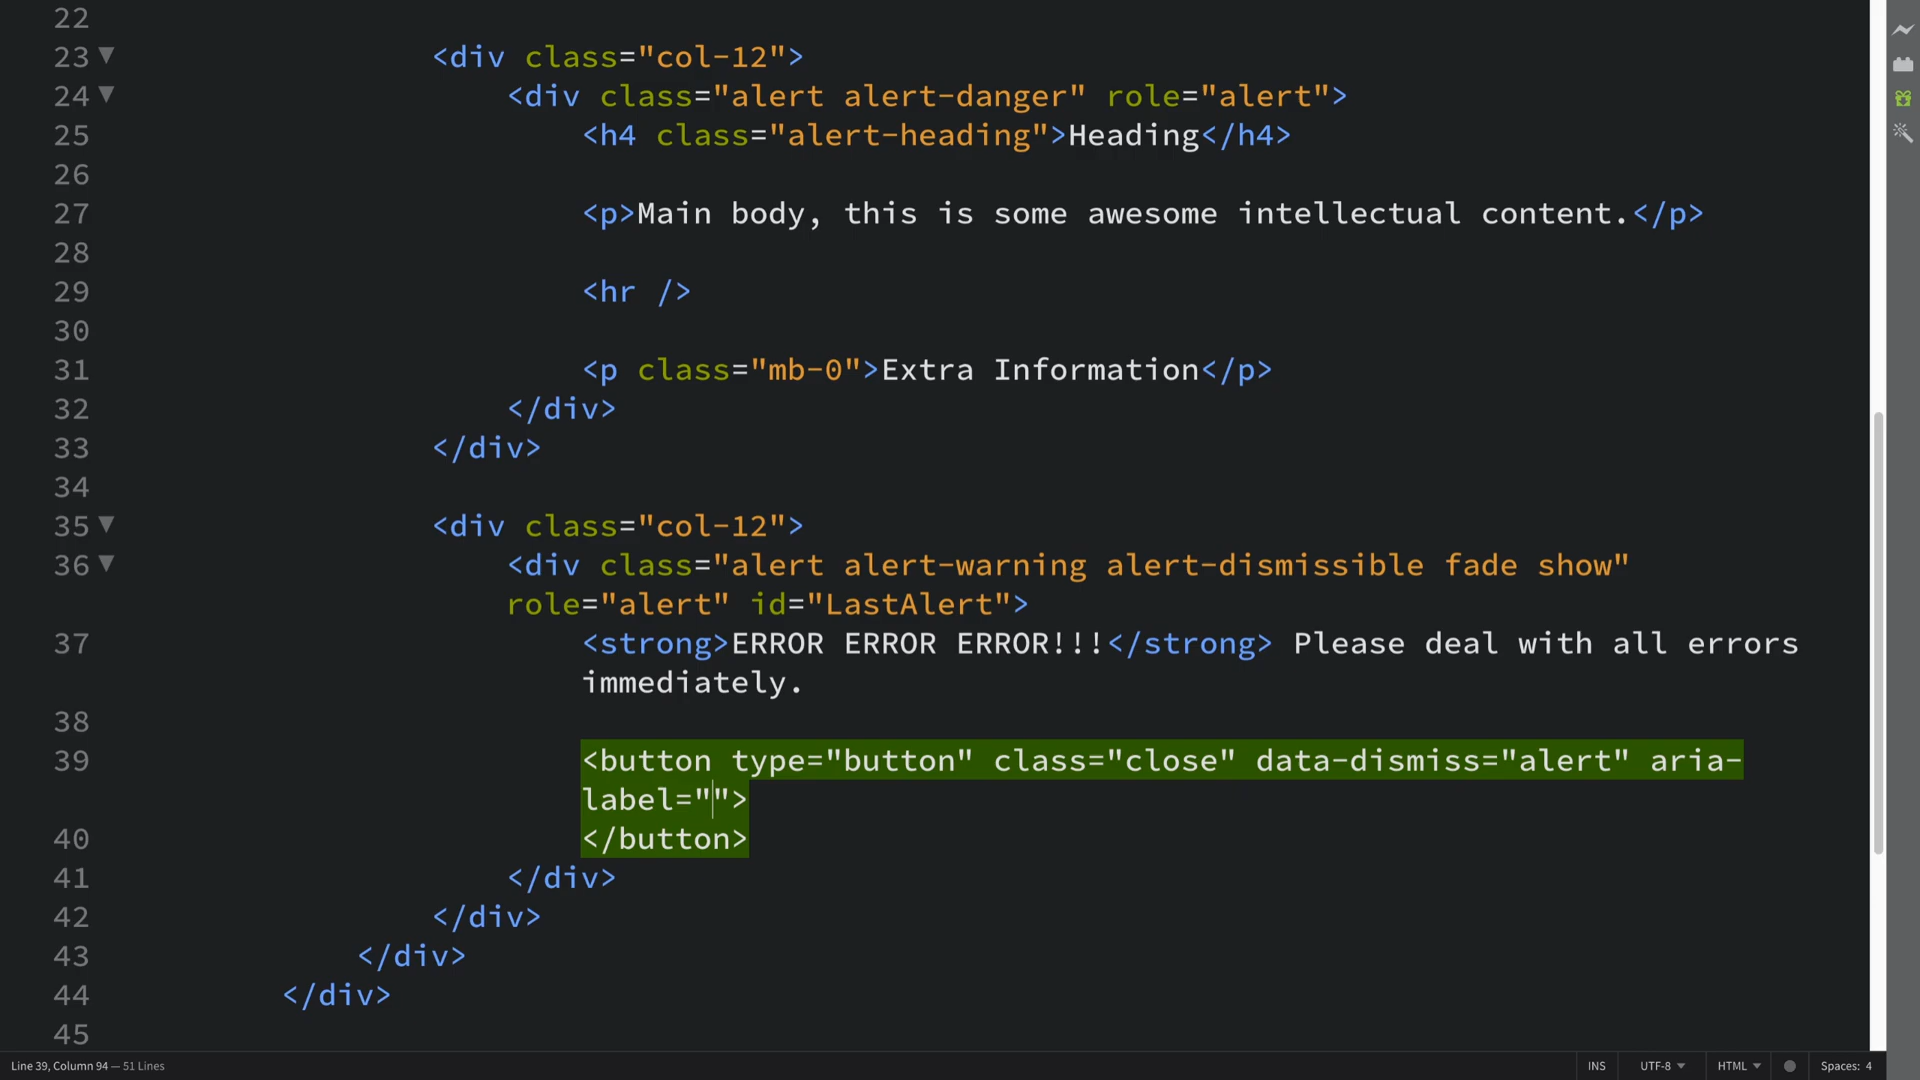 22
23 <div class="col-12">
24 <div class="alert alert-danger" role="alert">
25 <h4 class="alert-heading">Heading</h4>
26
27 <p>Main body, this is some awesome intellectual content.</p>
28
29 <hr />
30
31 <p class="mb-0">Extra Information</p>
32 </div>
33 </div>
34
35 <div class="col-12">
36 <div class="alert alert-warning alert-dismissible fade show"
role="alert" id="LastAlert">
37 <strong>ERROR ERROR ERROR!!!</strong> Please deal with all errors
immediately.
38
39 <button type="button" class="close" data-dismiss="alert" aria-
label="">
40 </button>
41 </div>
42 </div>
43 </div>
44 </div>
45
Line 39, Column 94 — 51 Lines INS UTF-8 HTML Spaces: 4